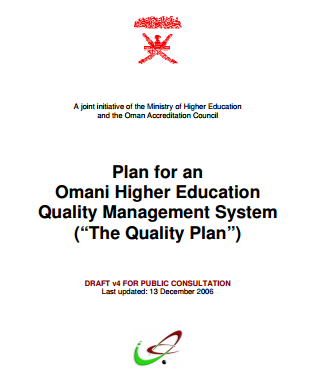 A joint initiative of the Ministry of Higher Education
and the Oman Accreditation Council
Plan for an
Omani Higher Education
Quality Management System
(“The Quality Plan”)
DRAFT v4 FOR PUBLIC CONSULTATION
Last updated: 13 December 2006